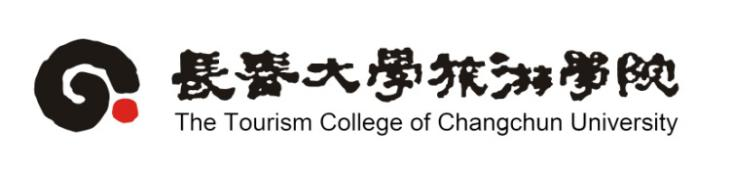 長春大學旅游學院
The Tourism College of Changchun University